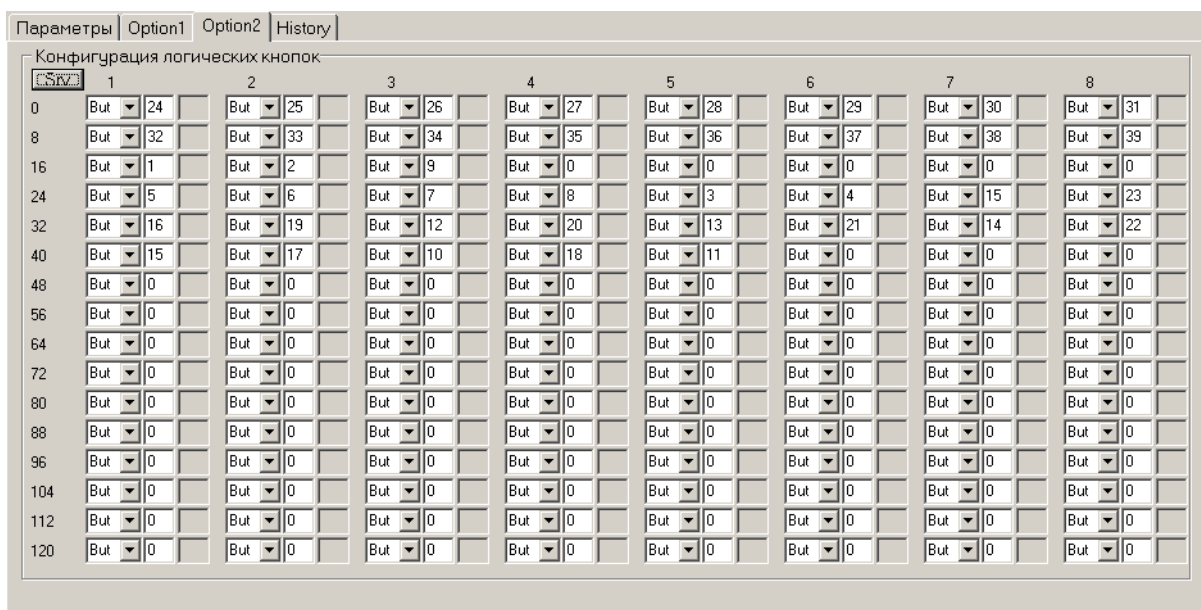 Параметры Option1 Option2 History
Конфигурация логических кнопок
Srv 1 2 3 4 5 6 7 8
0 But 24 But 25 But 26 But 27 But 28 But 29 But 30 But 31
8 But 32 But 33 But 34 But 35 But 36 But 37 But 38 But 39
16 But 1 But 2 But 9 But 0 But 0 But 0 But 0 But 0
24 But 5 But 6 But 7 But 8 But 3 But 4 But 15 But 23
32 But 16 But 19 But 12 But 20 But 13 But 21 But 14 But 22
40 But 15 But 17 But 10 But 18 But 11 But 0 But 0 But 0
48 But 0 But 0 But 0 But 0 But 0 But 0 But 0 But 0
56 But 0 But 0 But 0 But 0 But 0 But 0 But 0 But 0
64 But 0 But 0 But 0 But 0 But 0 But 0 But 0 But 0
72 But 0 But 0 But 0 But 0 But 0 But 0 But 0 But 0
80 But 0 But 0 But 0 But 0 But 0 But 0 But 0 But 0
88 But 0 But 0 But 0 But 0 But 0 But 0 But 0 But 0
96 But 0 But 0 But 0 But 0 But 0 But 0 But 0 But 0
104 But 0 But 0 But 0 But 0 But 0 But 0 But 0 But 0
112 But 0 But 0 But 0 But 0 But 0 But 0 But 0 But 0
120 But 0 But 0 But 0 But 0 But 0 But 0 But 0 But 0